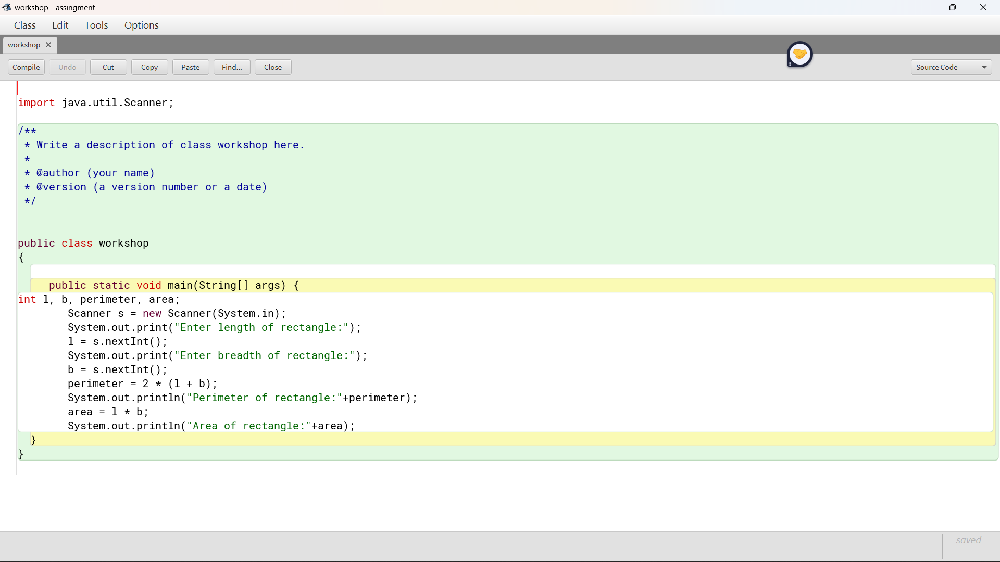 workshop - assingment
Class Edit Tools Options
workshop
Compile Undo Cut Copy Paste Find... Close Source Code
import java.util.Scanner;
/**
 * Write a description of class workshop here.
 *
 * @author (your name)
 * @version (a version number or a date)
 */
public class workshop
{
public static void main(String[] args) {
int l, b, perimeter, area;
Scanner s = new Scanner(System.in);
System.out.print("Enter length of rectangle:");
l = s.nextInt();
System.out.print("Enter breadth of rectangle:");
b = s.nextInt();
perimeter = 2 * (l + b);
System.out.println("Perimeter of rectangle:"+perimeter);
area = l * b;
System.out.println("Area of rectangle:"+area);
}
}
saved